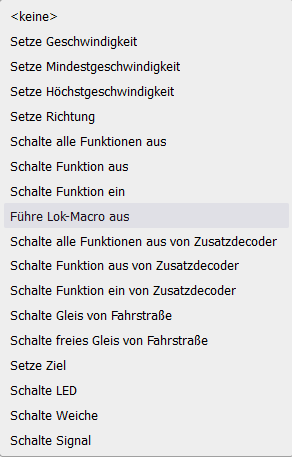 <keine>
Setze Geschwindigkeit
Setze Mindestgeschwindigkeit
Setze Höchstgeschwindigkeit
Setze Richtung
Schalte alle Funktionen aus
Schalte Funktion aus
Schalte Funktion ein
Führe Lok-Macro aus
Schalte alle Funktionen aus von Zusatzdecoder
Schalte Funktion aus von Zusatzdecoder
Schalte Funktion ein von Zusatzdecoder
Schalte Gleis von Fahrstraße
Schalte freies Gleis von Fahrstraße
Setze Ziel
Schalte LED
Schalte Weiche
Schalte Signal